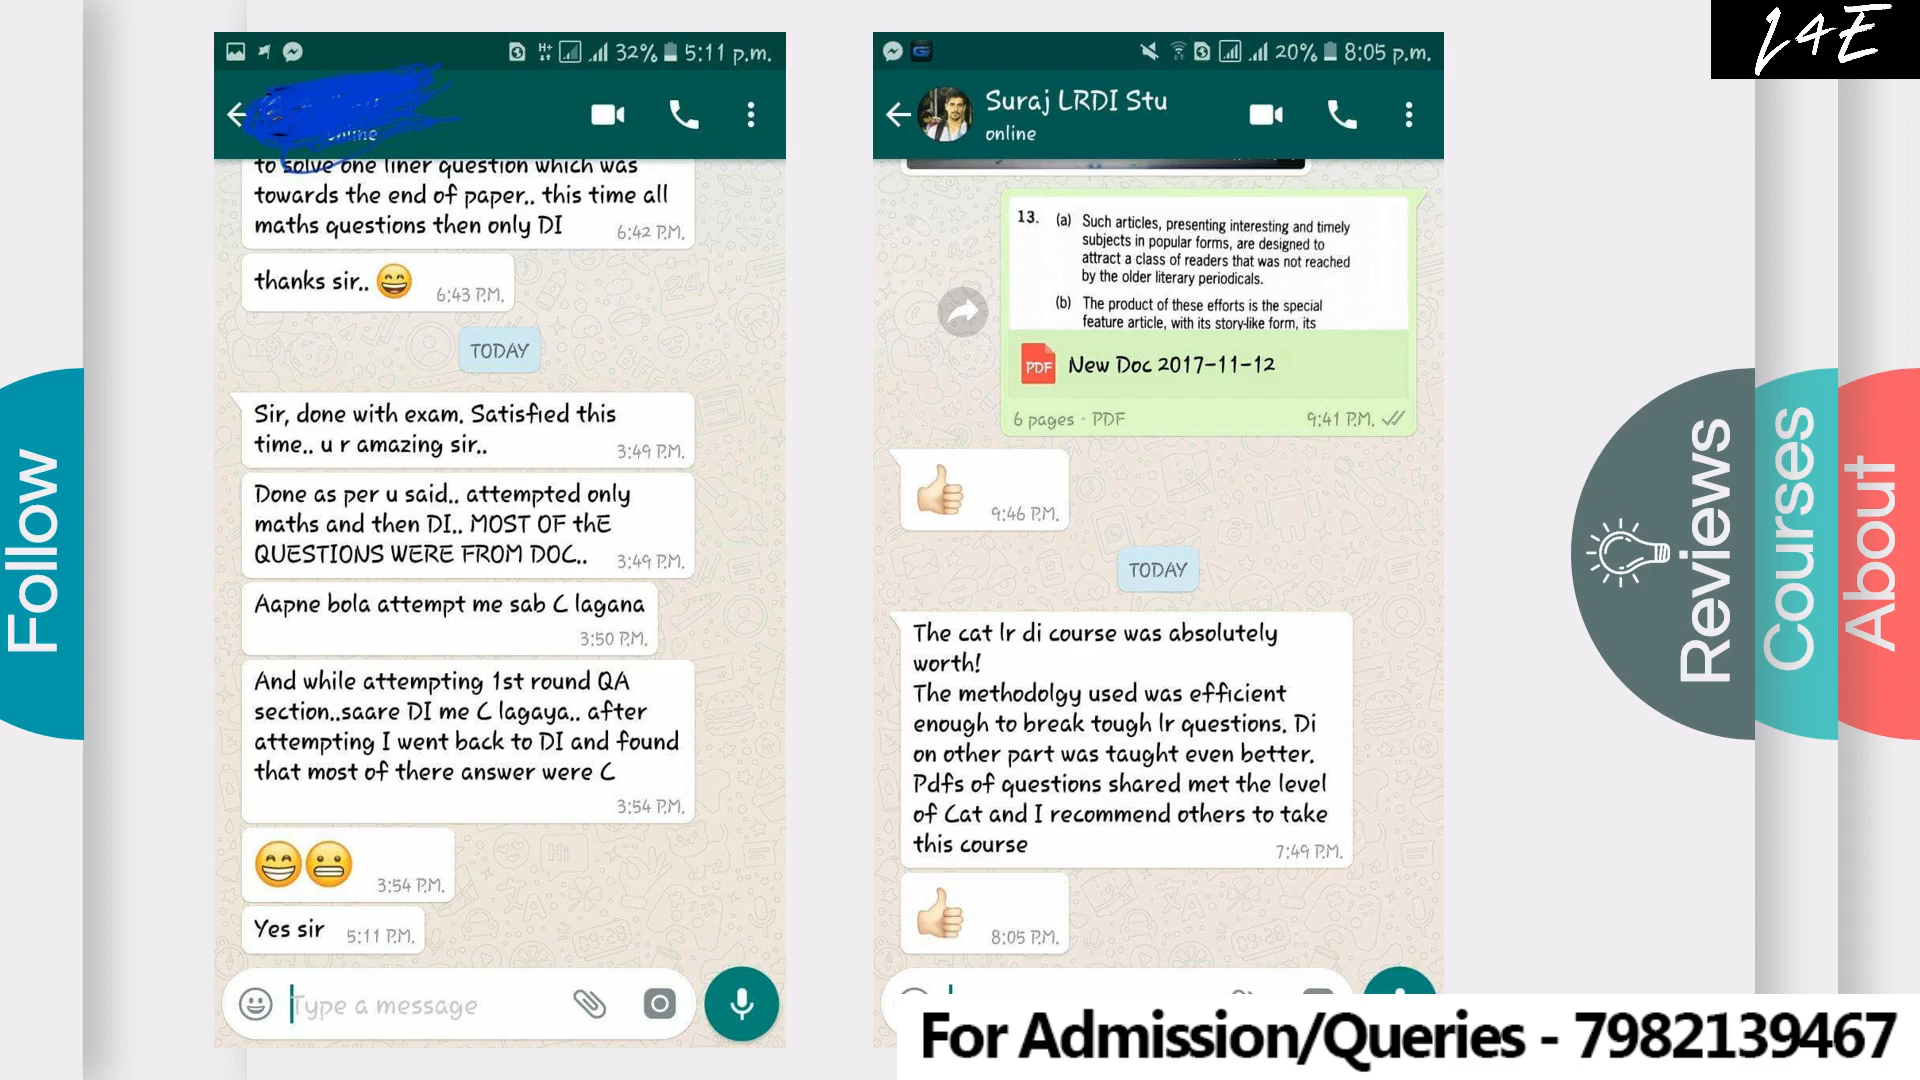 L4E
32% 5:11 p.m.
online
to solve one liner question which was
towards the end of paper.. this time all
maths questions then only DI 6:42 P.M.
thanks sir.. 6:43 P.M.
TODAY
Sir, done with exam. Satisfied this
time.. u r amazing sir.. 3:49 P.M.
Done as per u said.. attempted only
maths and then DI.. MOST OF thE
QUESTIONS WERE FROM DOC.. 3:49 P.M.
Aapne bola attempt me sab C lagana
3:50 P.M.
And while attempting 1st round QA
section..saare DI me C lagaya.. after
attempting I went back to DI and found
that most of there answer were C
3:54 P.M.
3:54 P.M.
Yes sir 5:11 P.M.
Type a message
20% 8:05 p.m.
Suraj LRDI Stu
online
13. (a) Such articles, presenting interesting and timely
subjects in popular forms, are designed to
attract a class of readers that was not reached
by the older literary periodicals.
(b) The product of these efforts is the special
feature article, with its story-like form, its
PDF New Doc 2017-11-12
6 pages · PDF 9:41 P.M.
9:46 P.M.
TODAY
The cat lr di course was absolutely
worth!
The methodolgy used was efficient
enough to break tough lr questions. Di
on other part was taught even better.
Pdfs of questions shared met the level
of Cat and I recommend others to take
this course 7:49 P.M.
8:05 P.M.
Follow
Reviews
Courses
About
For Admission/Queries - 7982139467